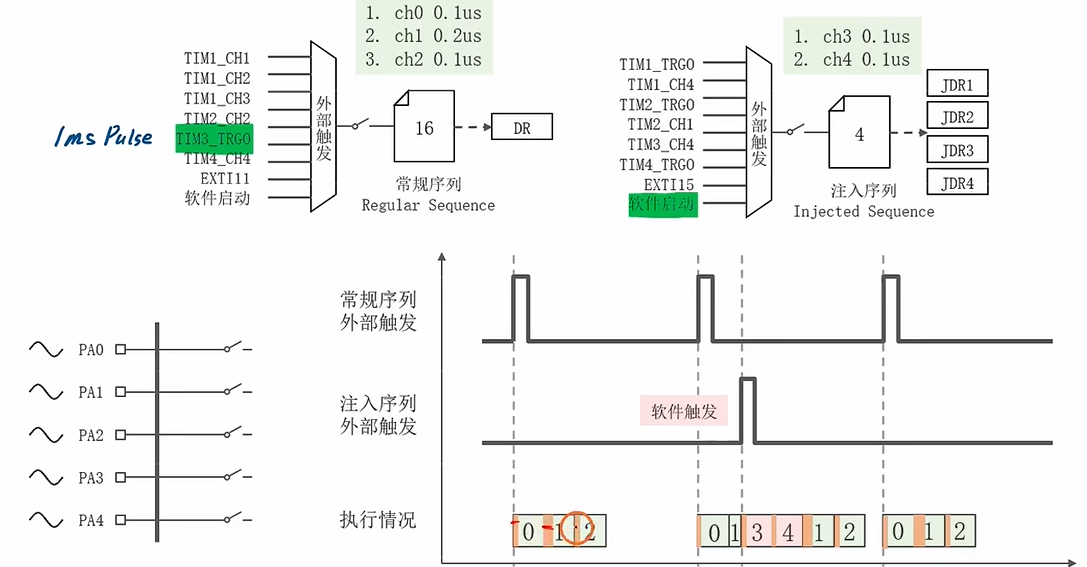 1. ch0 0.1us
2. ch1 0.2us
3. ch2 0.1us
TIM1_CH1
TIM1_CH2
TIM1_CH3
TIM2_CH2
TIM3_TRGO
TIM4_CH4
EXTI11
软件启动
1ms Pulse
外部触发
16
DR
常规序列
Regular Sequence
1. ch3 0.1us
2. ch4 0.1us
TIM1_TRGO
TIM1_CH4
TIM2_TRGO
TIM2_CH1
TIM3_CH4
TIM4_TRGO
EXTI15
软件启动
外部触发
4
JDR1
JDR2
JDR3
JDR4
注入序列
Injected Sequence
PA0
PA1
PA2
PA3
PA4
常规序列
外部触发
注入序列
外部触发
软件触发
执行情况
0 1 2
0 1 3 4 1 2
0 1 2